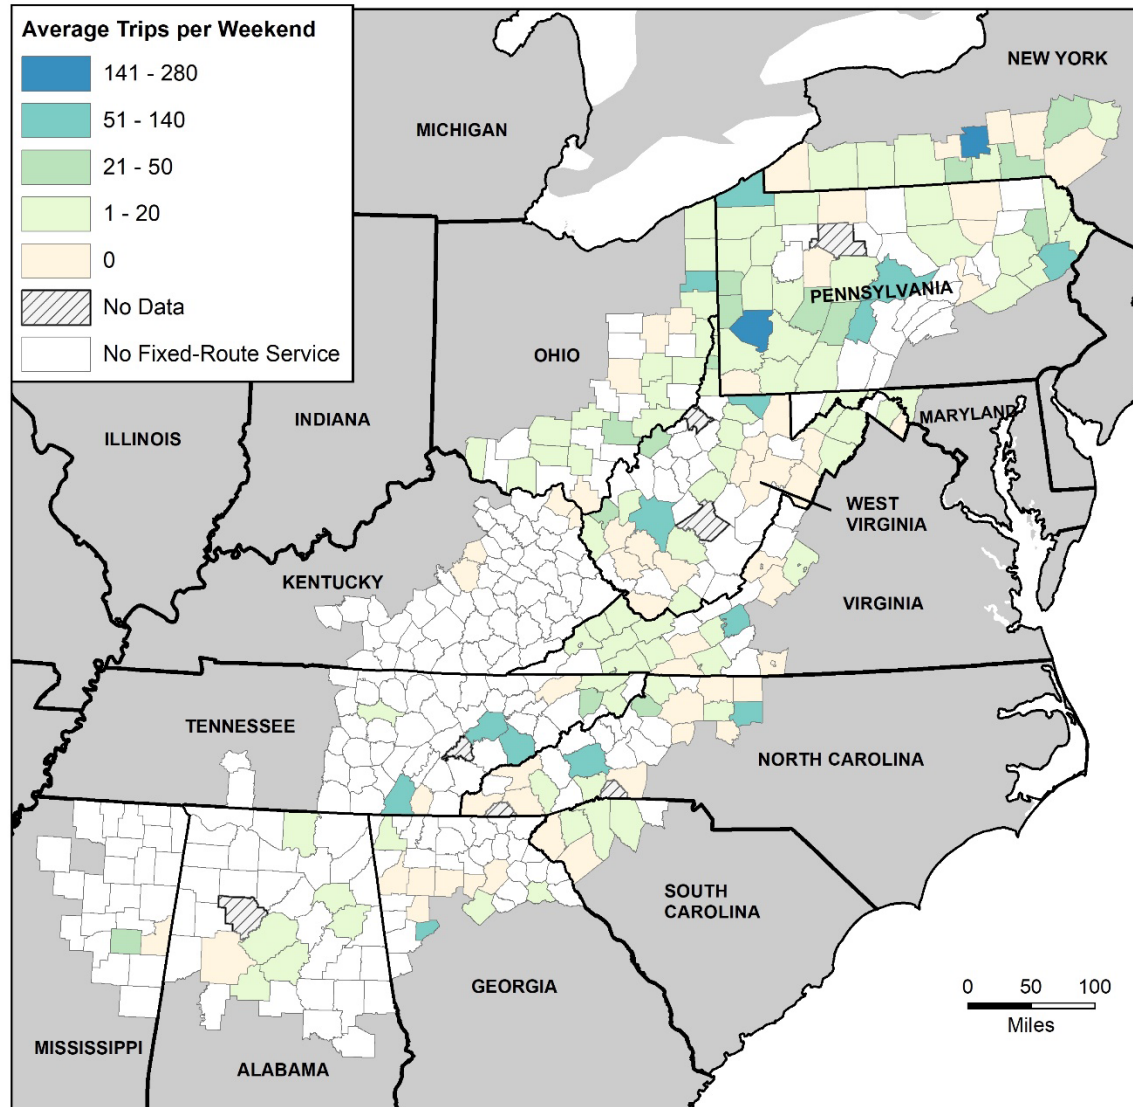 Average Trips per Weekend
141 - 280
51 - 140
21 - 50
1 - 20
0
No Data
No Fixed-Route Service
NEW YORK
MICHIGAN
PENNSYLVANIA
OHIO
ILLINOIS
INDIANA
MARYLAND
WEST
VIRGINIA
KENTUCKY
VIRGINIA
TENNESSEE
NORTH CAROLINA
SOUTH
CAROLINA
GEORGIA
MISSISSIPPI
ALABAMA
0 50 100
Miles